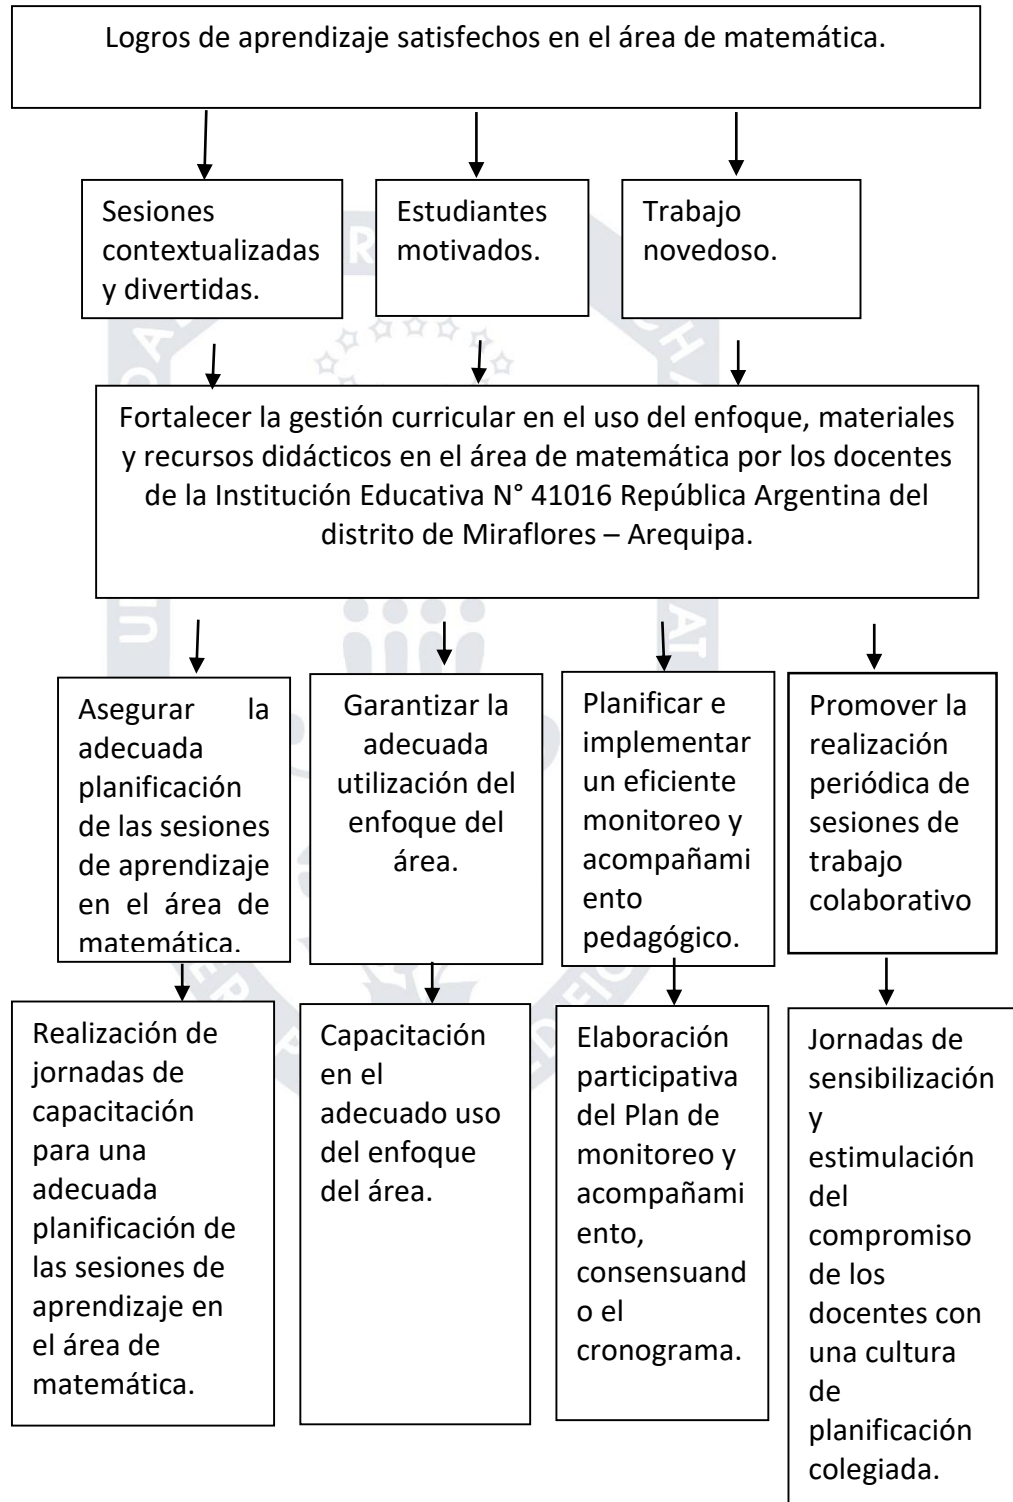 Logros de aprendizaje satisfechos en el área de matemática.
Sesiones
contextualizadas
y divertidas.
Estudiantes
motivados.
Trabajo
novedoso.
Fortalecer la gestión curricular en el uso del enfoque, materiales
y recursos didácticos en el área de matemática por los docentes
de la Institución Educativa N° 41016 República Argentina del
distrito de Miraflores – Arequipa.
Asegurar la
adecuada
planificación
de las sesiones
de aprendizaje
en el área de
matemática.
Garantizar la
adecuada
utilización del
enfoque del
área.
Planificar e
implementar
un eficiente
monitoreo y
acompañami
ento
pedagógico.
Promover la
realización
periódica de
sesiones de
trabajo
colaborativo
Realización de
jornadas de
capacitación
para una
adecuada
planificación de
las sesiones de
aprendizaje en
el área de
matemática.
Capacitación
en el
adecuado uso
del enfoque
del área.
Elaboración
participativa
del Plan de
monitoreo y
acompañami
ento,
consensuand
o el
cronograma.
Jornadas de
sensibilización
y
estimulación
del
compromiso
de los
docentes con
una cultura
de
planificación
colegiada.